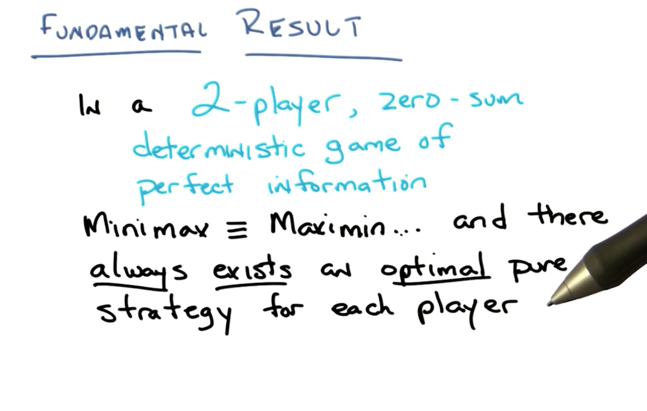 FUNDAMENTAL RESULT
IN a 2-player, zero-sum
deterministic game of
perfect information
Minimax ≡ Maximin... and there
always exists an optimal pure
strategy for each player